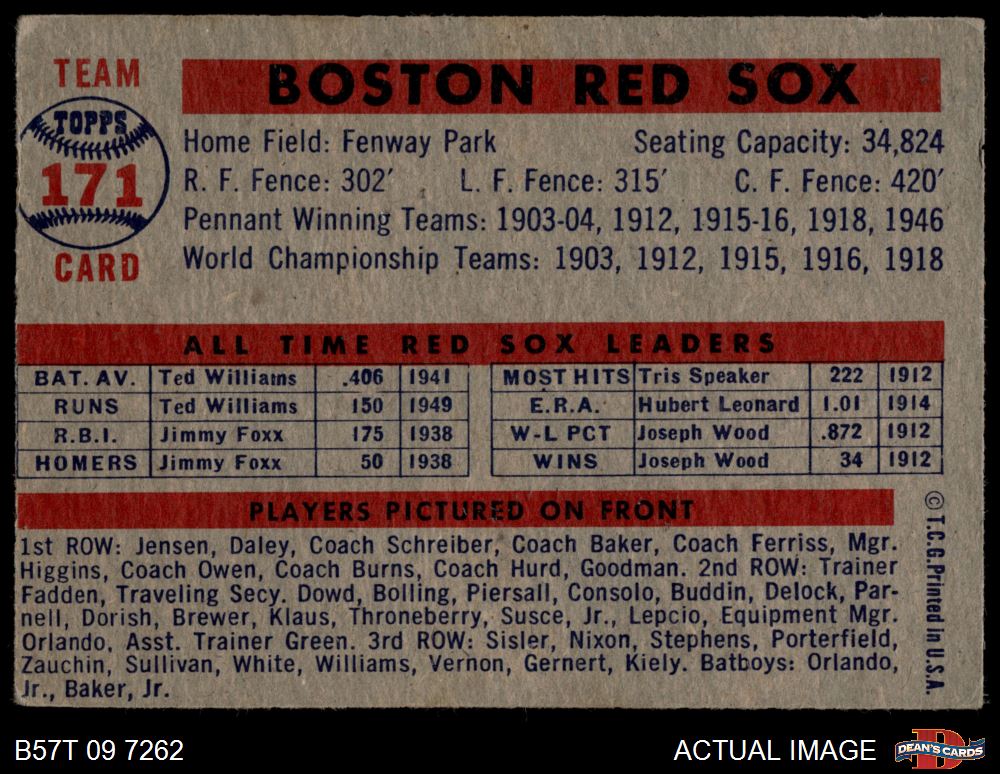 TEAM
TOPPS
171
CARD
BOSTON RED SOX
Home Field: Fenway Park Seating Capacity: 34,824
R. F. Fence: 302′ L. F. Fence: 315′ C. F. Fence: 420′
Pennant Winning Teams: 1903-04, 1912, 1915-16, 1918, 1946
World Championship Teams: 1903, 1912, 1915, 1916, 1918
ALL TIME RED SOX LEADERS
BAT. AV. Ted Williams .406 1941
RUNS Ted Williams 150 1949
R.B.I. Jimmy Foxx 175 1938
HOMERS Jimmy Foxx 50 1938
MOST HITS Tris Speaker 222 1912
E.R.A. Hubert Leonard 1.01 1914
W-L PCT Joseph Wood .872 1912
WINS Joseph Wood 34 1912
PLAYERS PICTURED ON FRONT
1st ROW: Jensen, Daley, Coach Schreiber, Coach Baker, Coach Ferriss, Mgr.
Higgins, Coach Owen, Coach Burns, Coach Hurd, Goodman. 2nd ROW: Trainer
Fadden, Traveling Secy. Dowd, Bolling, Piersall, Consolo, Buddin, Delock, Par-
nell, Dorish, Brewer, Klaus, Throneberry, Susce, Jr., Lepcio, Equipment Mgr.
Orlando, Asst. Trainer Green. 3rd ROW: Sisler, Nixon, Stephens, Porterfield,
Zauchin, Sullivan, White, Williams, Vernon, Gernert, Kiely. Batboys: Orlando,
Jr., Baker, Jr.
© T.C.G. Printed in U.S.A.
B57T 09 7262
ACTUAL IMAGE
D
DEAN'S CARDS